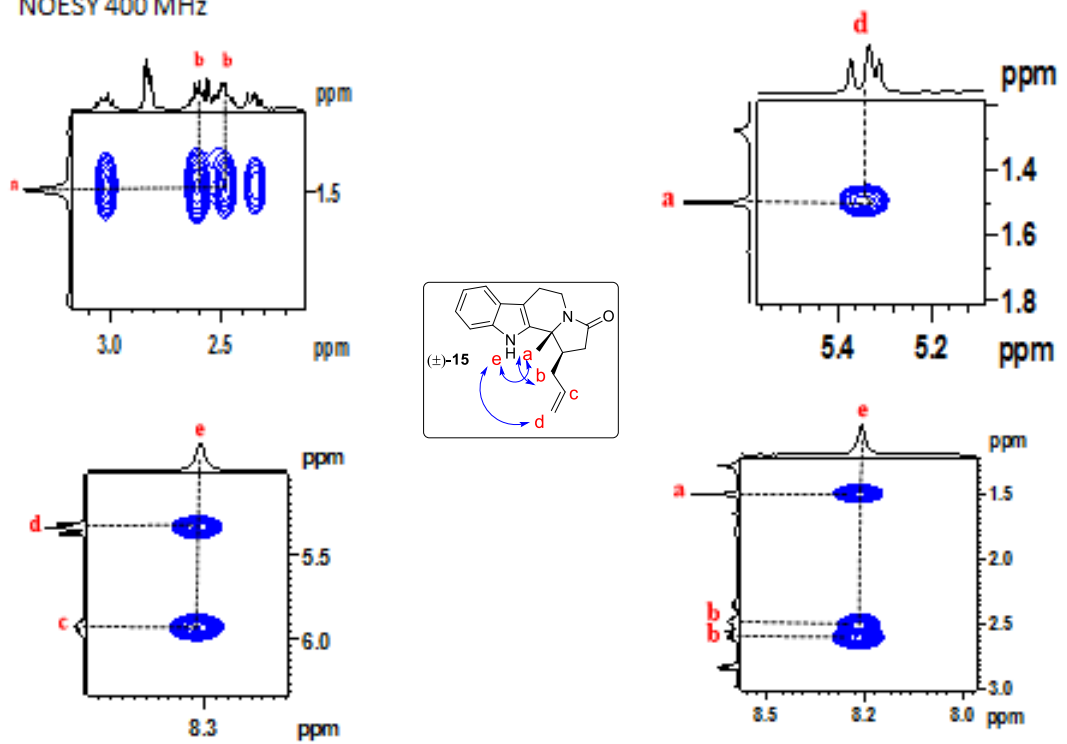 NOESY 400 MHz
b b
ppm
a
1.5
3.0 2.5 ppm
d
ppm
a
1.4
1.6
1.8
5.4 5.2 ppm
N
O
N
H
(±)-15
e
a
b
c
d
e
ppm
d
5.5
c
6.0
8.3 ppm
e
ppm
a
1.5
2.0
b
2.5
b
3.0
8.5 8.2 8.0 ppm